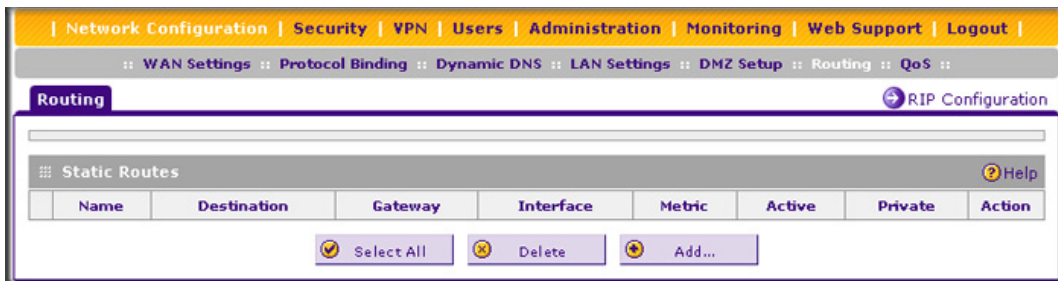 | Network Configuration | Security | VPN | Users | Administration | Monitoring | Web Support | Logout |
:: WAN Settings :: Protocol Binding :: Dynamic DNS :: LAN Settings :: DMZ Setup :: Routing :: QoS ::
Routing RIP Configuration
Static Routes ? Help
Name Destination Gateway Interface Metric Active Private Action
Select All Delete Add...